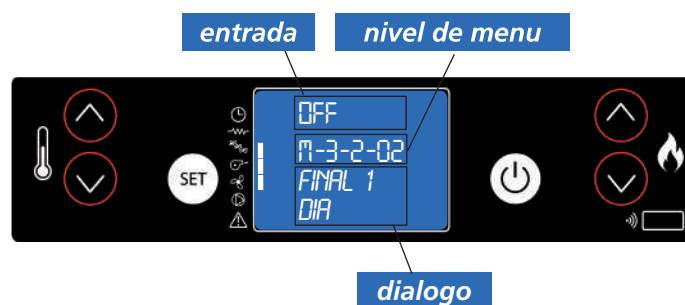 entrada
nivel de menu
OFF
M-3-2-02
SET
FINAL 1
DIA
dialogo